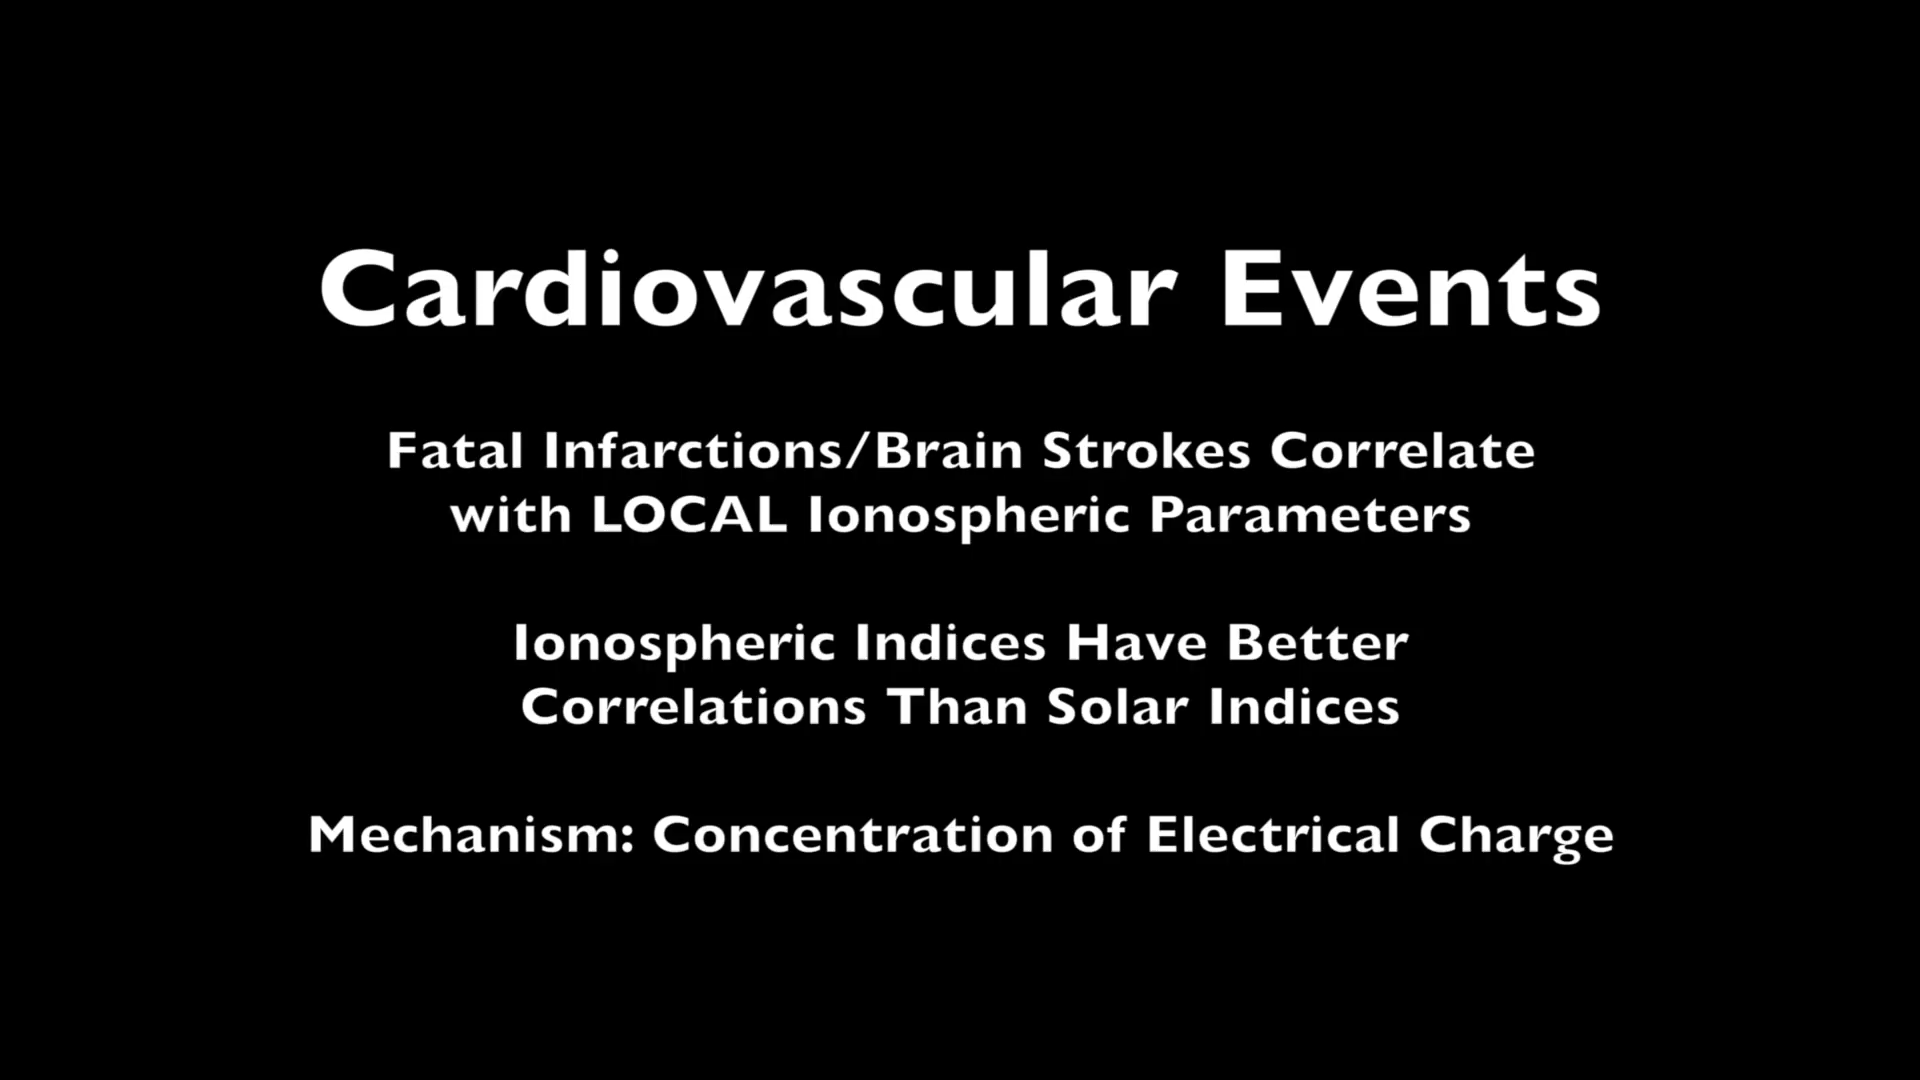 Cardiovascular Events
Fatal Infarctions/Brain Strokes Correlate
with LOCAL Ionospheric Parameters
Ionospheric Indices Have Better
Correlations Than Solar Indices
Mechanism: Concentration of Electrical Charge